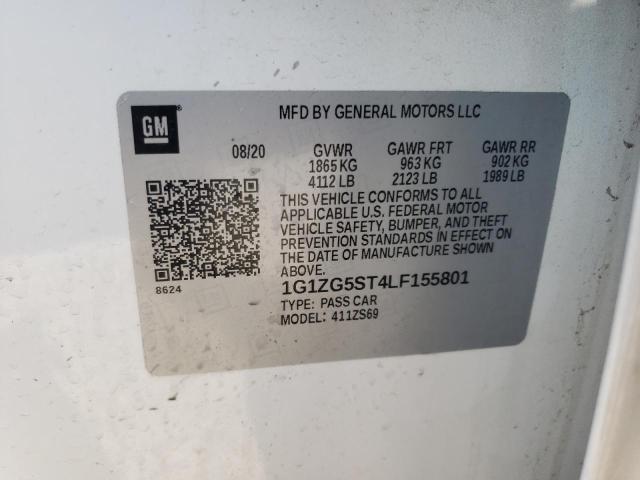 GM
MFD BY GENERAL MOTORS LLC
08/20 GVWR GAWR FRT GAWR RR
1865 KG 963 KG 902 KG
4112 LB 2123 LB 1989 LB
THIS VEHICLE CONFORMS TO ALL
APPLICABLE U.S. FEDERAL MOTOR
VEHICLE SAFETY, BUMPER, AND THEFT
PREVENTION STANDARDS IN EFFECT ON
THE DATE OF MANUFACTURE SHOWN
ABOVE.
8624
1G1ZG5ST4LF155801
TYPE: PASS CAR
MODEL: 411ZS69